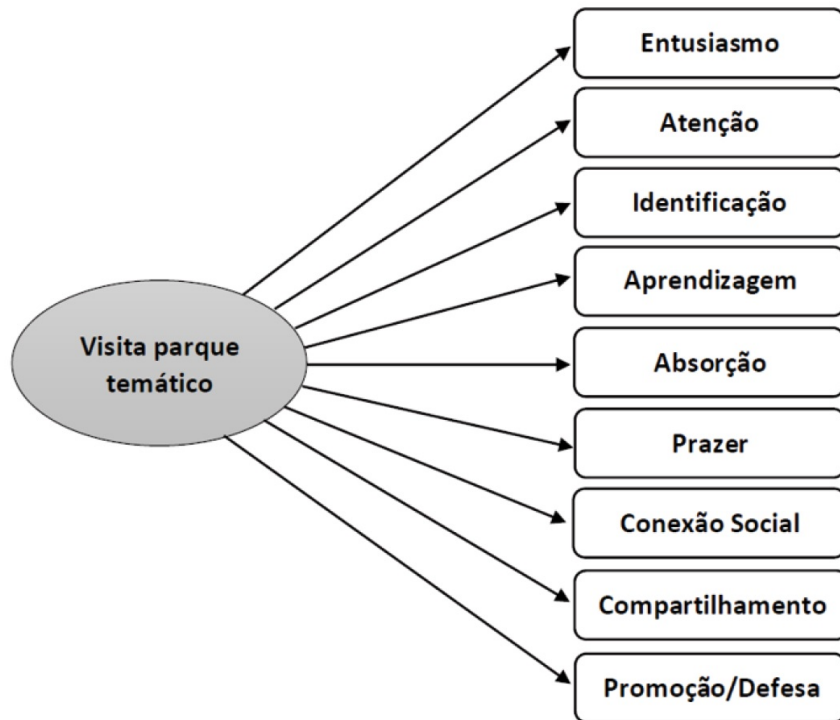 Visita parque
temático
Entusiasmo
Atenção
Identificação
Aprendizagem
Absorção
Prazer
Conexão Social
Compartilhamento
Promoção/Defesa